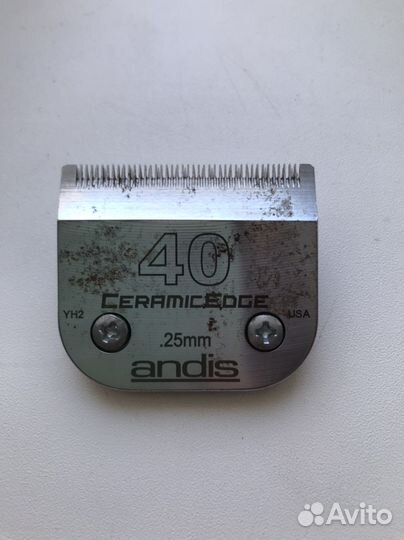 40
CERAMICEDGE
YH2
USA
.25mm
andis
Avito